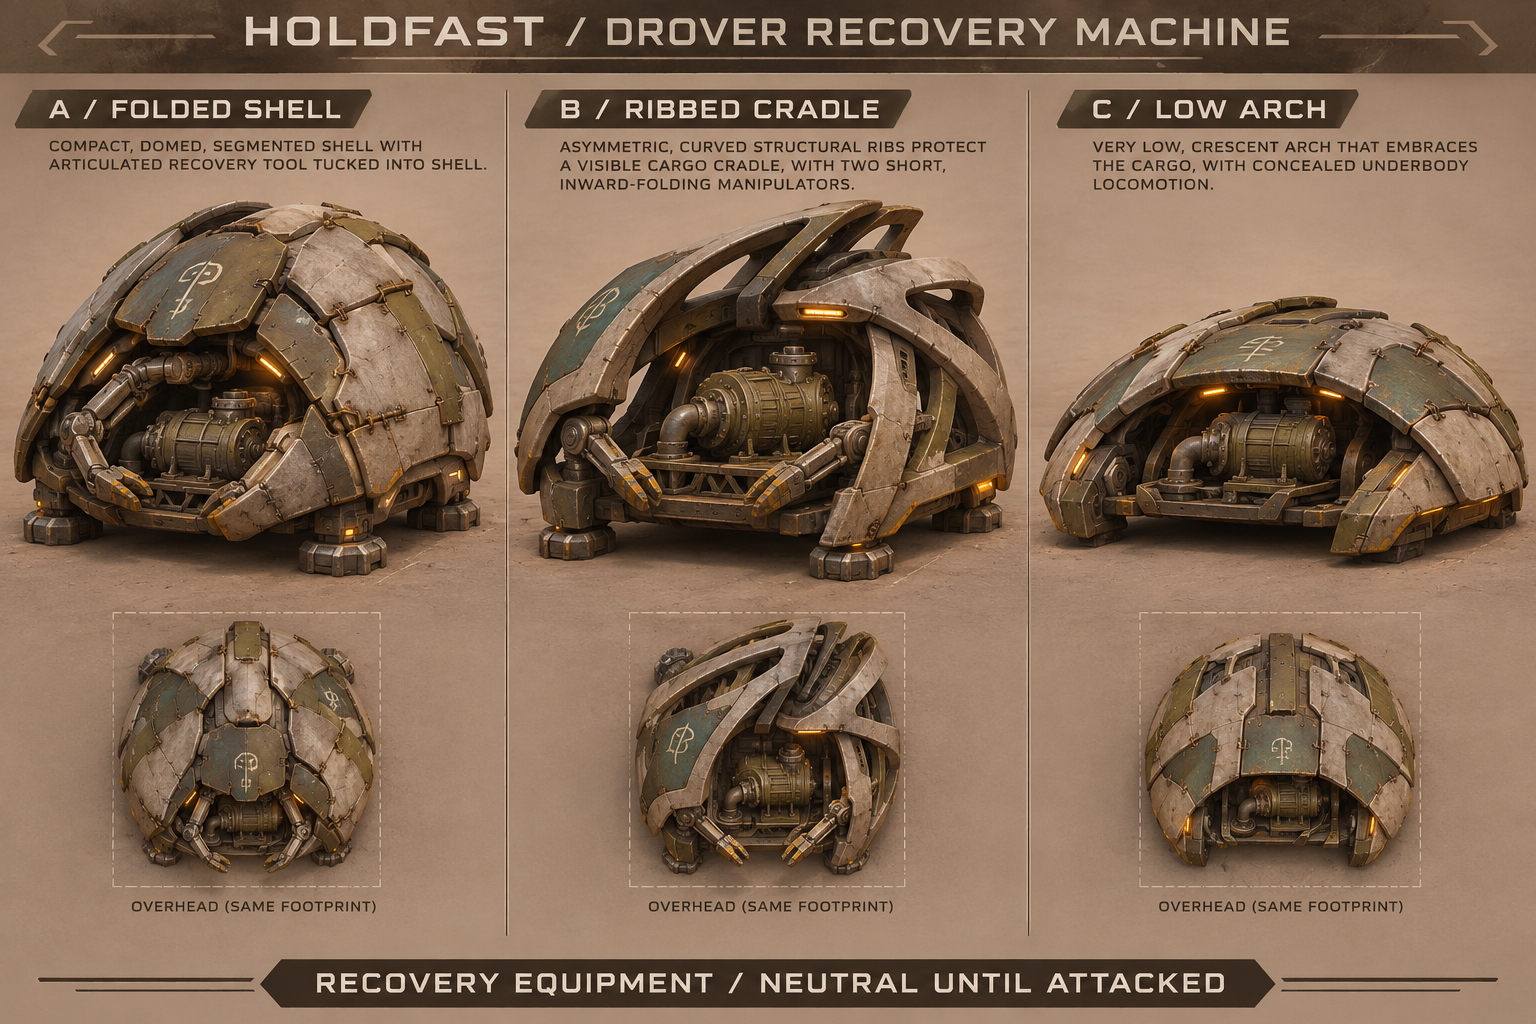 HOLDFAST / DROVER RECOVERY MACHINE
A / FOLDED SHELL
COMPACT, DOMED, SEGMENTED SHELL WITH
ARTICULATED RECOVERY TOOL TUCKED INTO SHELL.
B / RIBBED CRADLE
ASYMMETRIC, CURVED STRUCTURAL RIBS PROTECT
A VISIBLE CARGO CRADLE, WITH TWO SHORT,
INWARD-FOLDING MANIPULATORS.
C / LOW ARCH
VERY LOW, CRESCENT ARCH THAT EMBRACES
THE CARGO, WITH CONCEALED UNDERBODY
LOCOMOTION.
OVERHEAD (SAME FOOTPRINT)
OVERHEAD (SAME FOOTPRINT)
OVERHEAD (SAME FOOTPRINT)
RECOVERY EQUIPMENT / NEUTRAL UNTIL ATTACKED